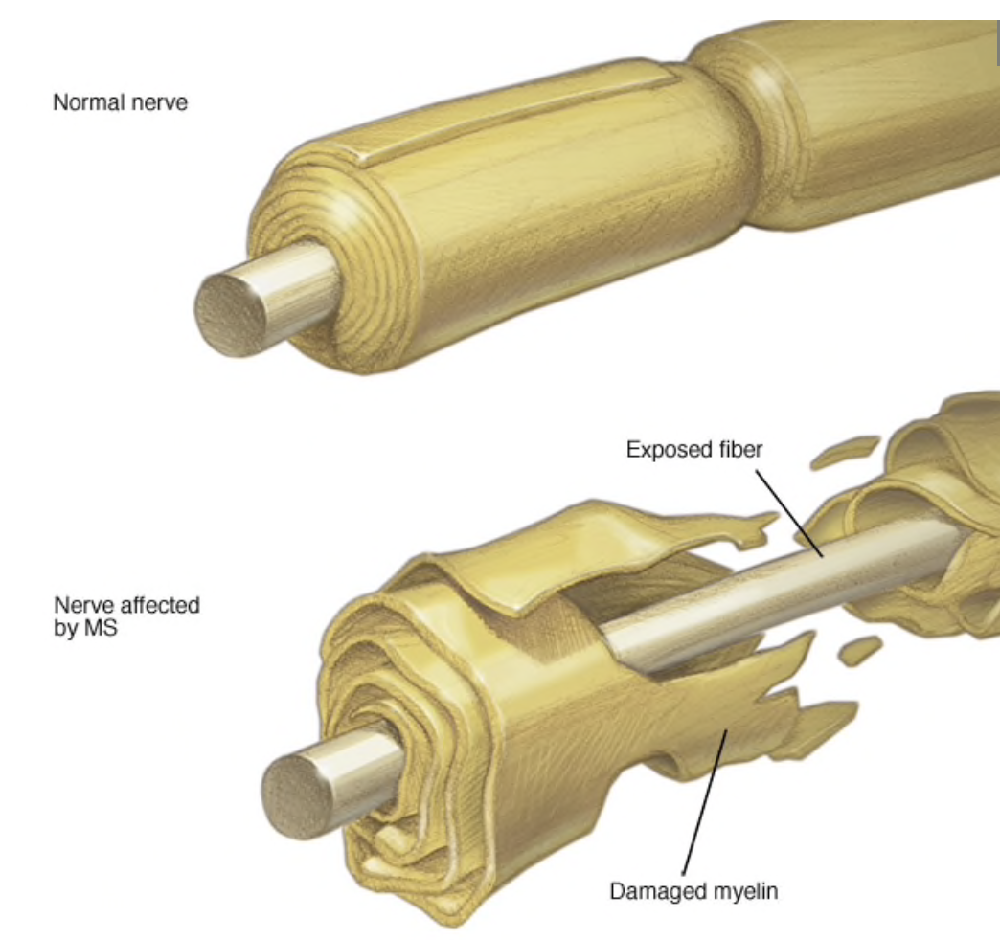 Normal nerve
Exposed fiber
Nerve affected
by MS
Damaged myelin